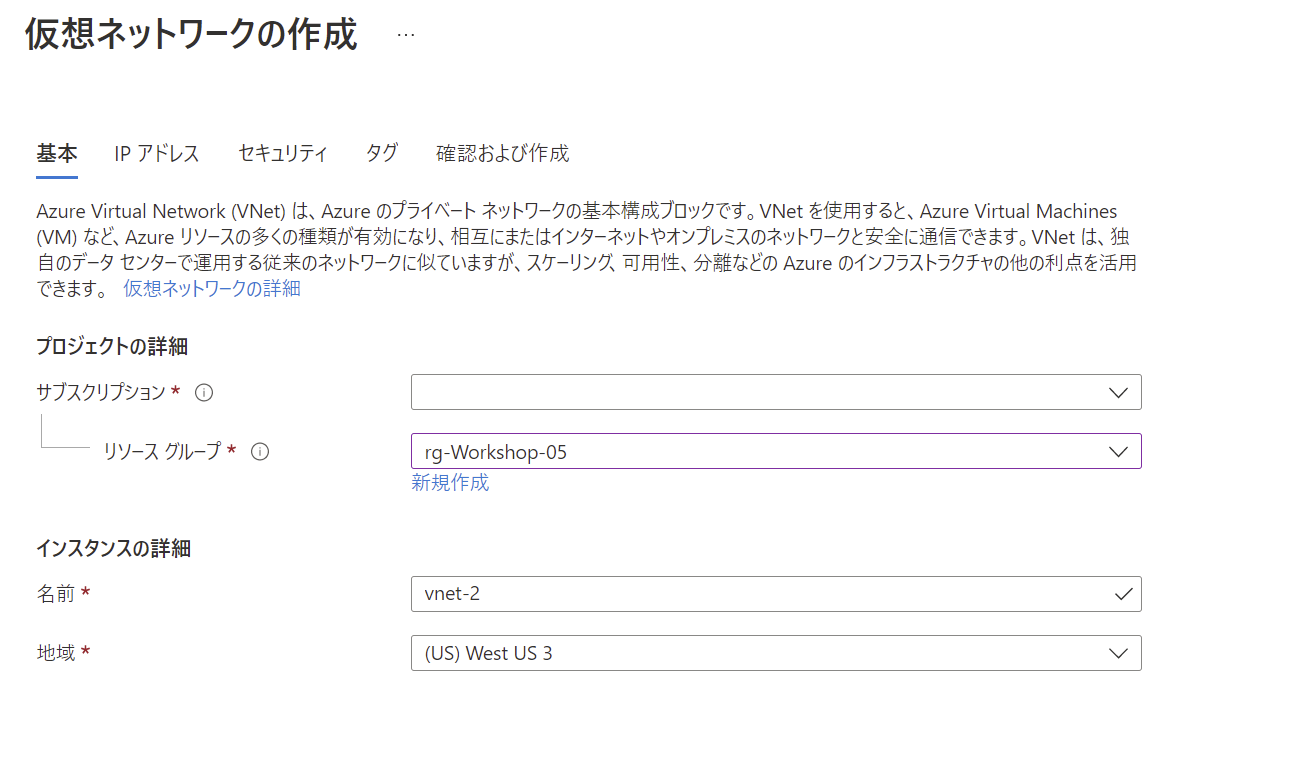 仮想ネットワークの作成 …
基本 IP アドレス セキュリティ タグ 確認および作成
Azure Virtual Network (VNet) は、Azure のプライベート ネットワークの基本構成ブロックです。VNet を使用すると、Azure Virtual Machines
(VM) など、Azure リソースの多くの種類が有効になり、相互にまたはインターネットやオンプレミスのネットワークと安全に通信できます。VNet は、独
自のデータ センターで運用する従来のネットワークに似ていますが、スケーリング、可用性、分離などの Azure のインフラストラクチャの他の利点を活用
できます。 仮想ネットワークの詳細
プロジェクトの詳細
サブスクリプション *
リソース グループ * rg-Workshop-05
新規作成
インスタンスの詳細
名前 * vnet-2
地域 * (US) West US 3